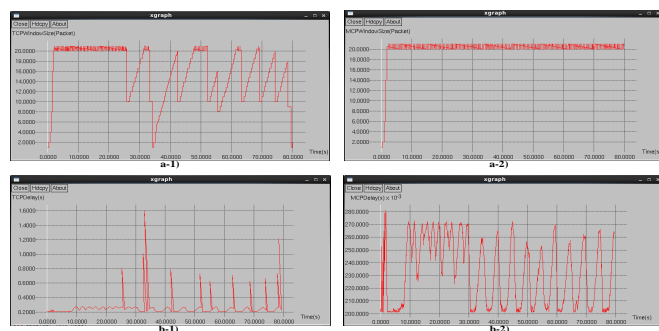 xgraph
Close Hdcpy About
TCPWindowSize(Packet)
20.0000
18.0000
16.0000
14.0000
12.0000
10.0000
8.0000
6.0000
4.0000
2.0000
Time(s)
0.0000 10.0000 20.0000 30.0000 40.0000 50.0000 60.0000 70.0000 80.0000
a-1)
xgraph
Close Hdcpy About
MCPWindowSize(Packet)
20.0000
18.0000
16.0000
14.0000
12.0000
10.0000
8.0000
6.0000
4.0000
2.0000
Time(s)
0.0000 10.0000 20.0000 30.0000 40.0000 50.0000 60.0000 70.0000 80.0000
a-2)
xgraph
Close Hdcpy About
TCPDelay(s)
1.6000
1.4000
1.2000
1.0000
0.8000
0.6000
0.4000
0.2000
Time(s)
0.0000 10.0000 20.0000 30.0000 40.0000 50.0000 60.0000 70.0000 80.0000
b-1)
xgraph
Close Hdcpy About
MCPDelay(s) x 10-3
280.0000
270.0000
260.0000
250.0000
240.0000
230.0000
220.0000
210.0000
200.0000
Time(s)
0.0000 10.0000 20.0000 30.0000 40.0000 50.0000 60.0000 70.0000 80.0000
b-2)